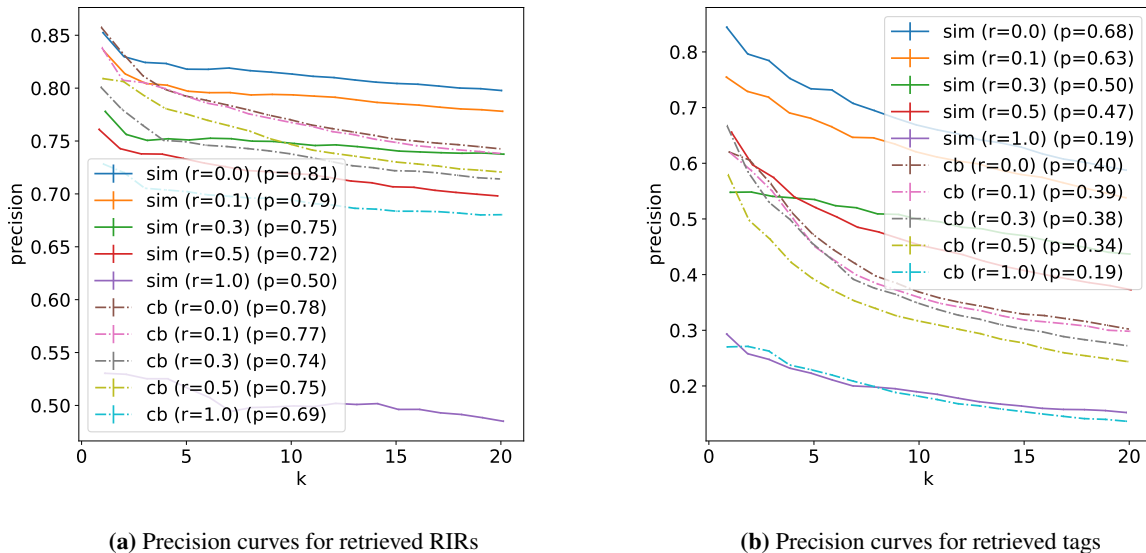 0.85
0.80
0.75
0.70
0.65
0.60
0.55
0.50
precision
sim (r=0.0) (p=0.81)
sim (r=0.1) (p=0.79)
sim (r=0.3) (p=0.75)
sim (r=0.5) (p=0.72)
sim (r=1.0) (p=0.50)
cb (r=0.0) (p=0.78)
cb (r=0.1) (p=0.77)
cb (r=0.3) (p=0.74)
cb (r=0.5) (p=0.75)
cb (r=1.0) (p=0.69)
0 5 10 15 20
k
(a) Precision curves for retrieved RIRs
0.8
0.7
0.6
0.5
0.4
0.3
0.2
precision
sim (r=0.0) (p=0.68)
sim (r=0.1) (p=0.63)
sim (r=0.3) (p=0.50)
sim (r=0.5) (p=0.47)
sim (r=1.0) (p=0.19)
cb (r=0.0) (p=0.40)
cb (r=0.1) (p=0.39)
cb (r=0.3) (p=0.38)
cb (r=0.5) (p=0.34)
cb (r=1.0) (p=0.19)
0 5 10 15 20
k
(b) Precision curves for retrieved tags